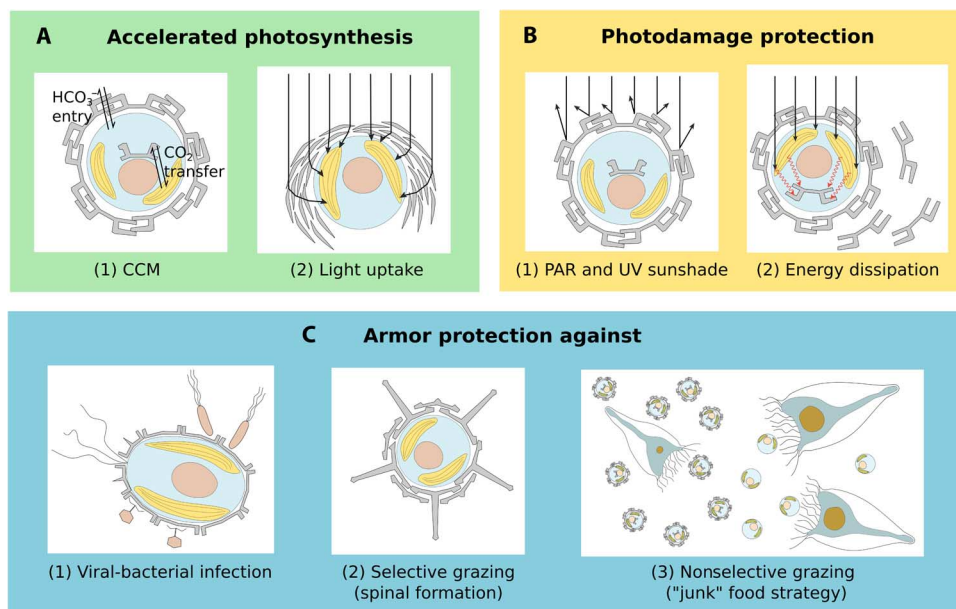 A Accelerated photosynthesis
HCO₃⁻
entry
CO₂
transfer
(1) CCM
(2) Light uptake
B Photodamage protection
(1) PAR and UV sunshade
(2) Energy dissipation
C Armor protection against
(1) Viral-bacterial infection
(2) Selective grazing
(spinal formation)
(3) Nonselective grazing
("junk" food strategy)